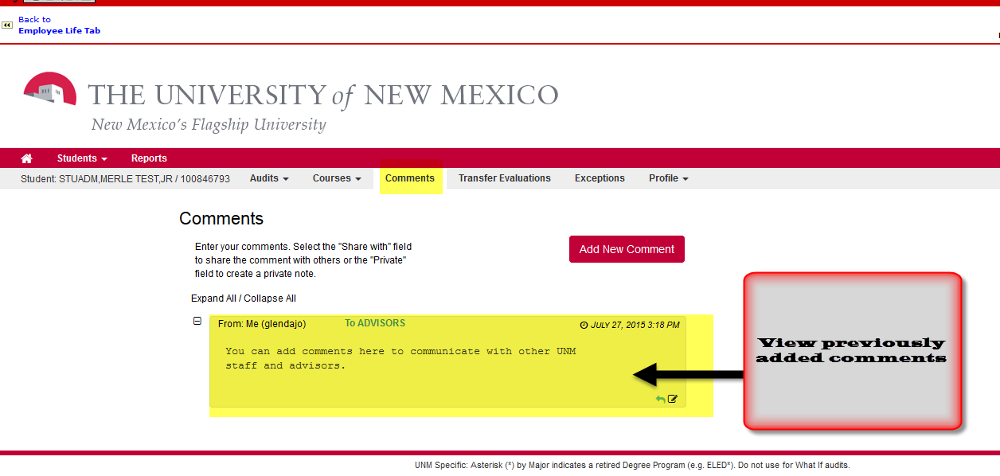 Back to
Employee Life Tab
THE UNIVERSITY of NEW MEXICO
New Mexico's Flagship University
Students Reports
Student: STUADM,MERLE TEST,JR / 100846793 Audits Courses Comments Transfer Evaluations Exceptions Profile
Comments
Enter your comments. Select the "Share with" field
to share the comment with others or the "Private"
field to create a private note.
Add New Comment
Expand All / Collapse All
From: Me (glendajo) To ADVISORS JULY 27, 2015 3:18 PM
You can add comments here to communicate with other UNM
staff and advisors.
View previously
added comments
UNM Specific: Asterisk (*) by Major indicates a retired Degree Program (e.g. ELED*). Do not use for What If audits.